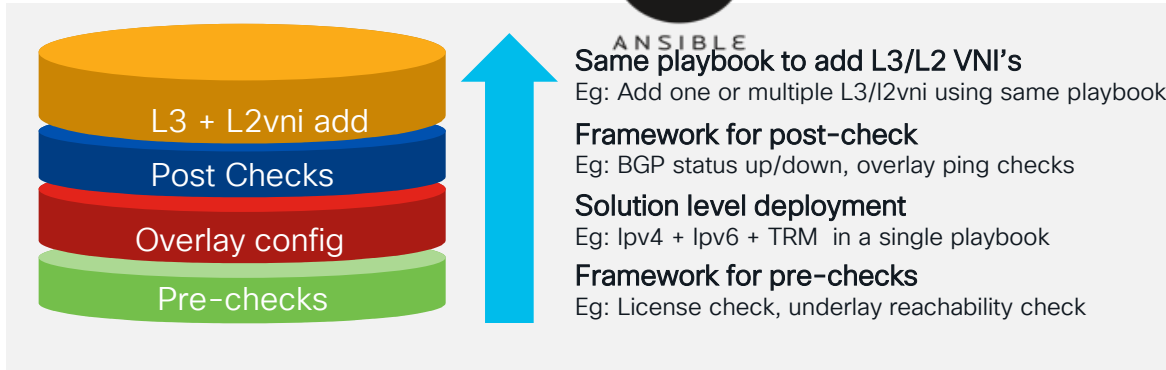 ANSIBLE
L3 + L2vni add
Post Checks
Overlay config
Pre-checks
Same playbook to add L3/L2 VNI's
Eg: Add one or multiple L3/l2vni using same playbook
Framework for post-check
Eg: BGP status up/down, overlay ping checks
Solution level deployment
Eg: Ipv4 + Ipv6 + TRM in a single playbook
Framework for pre-checks
Eg: License check, underlay reachability check